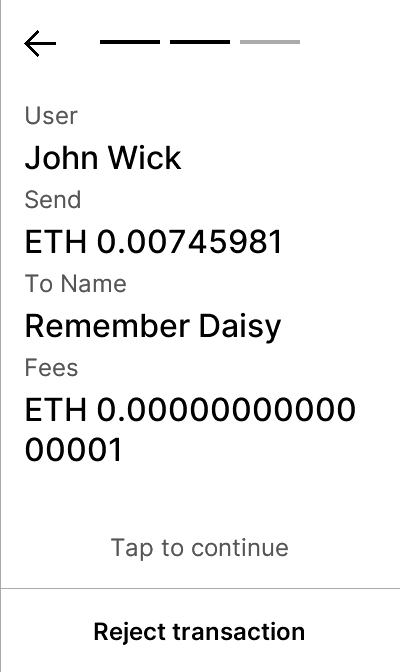 User
John Wick
Send
ETH 0.00745981
To Name
Remember Daisy
Fees
ETH 0.00000000000
00001
Tap to continue
Reject transaction